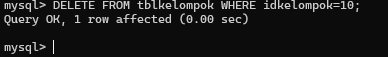 mysql> DELETE FROM tblkelompok WHERE idkelompok=10;
Query OK, 1 row affected (0.00 sec)
mysql>